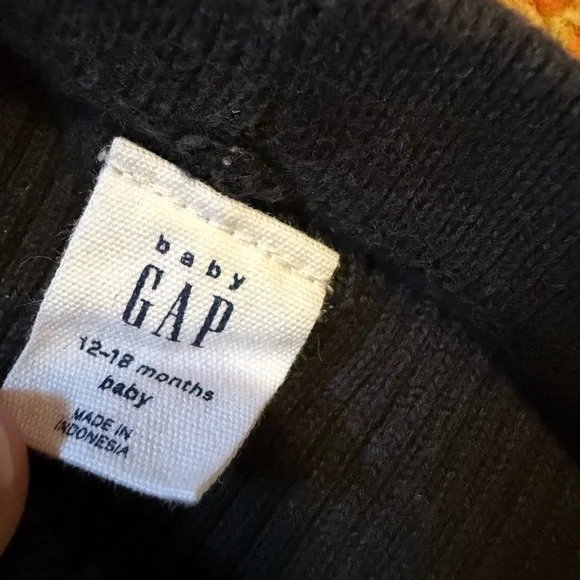 baby
GAP
12-18 months
baby
MADE IN
INDONESIA